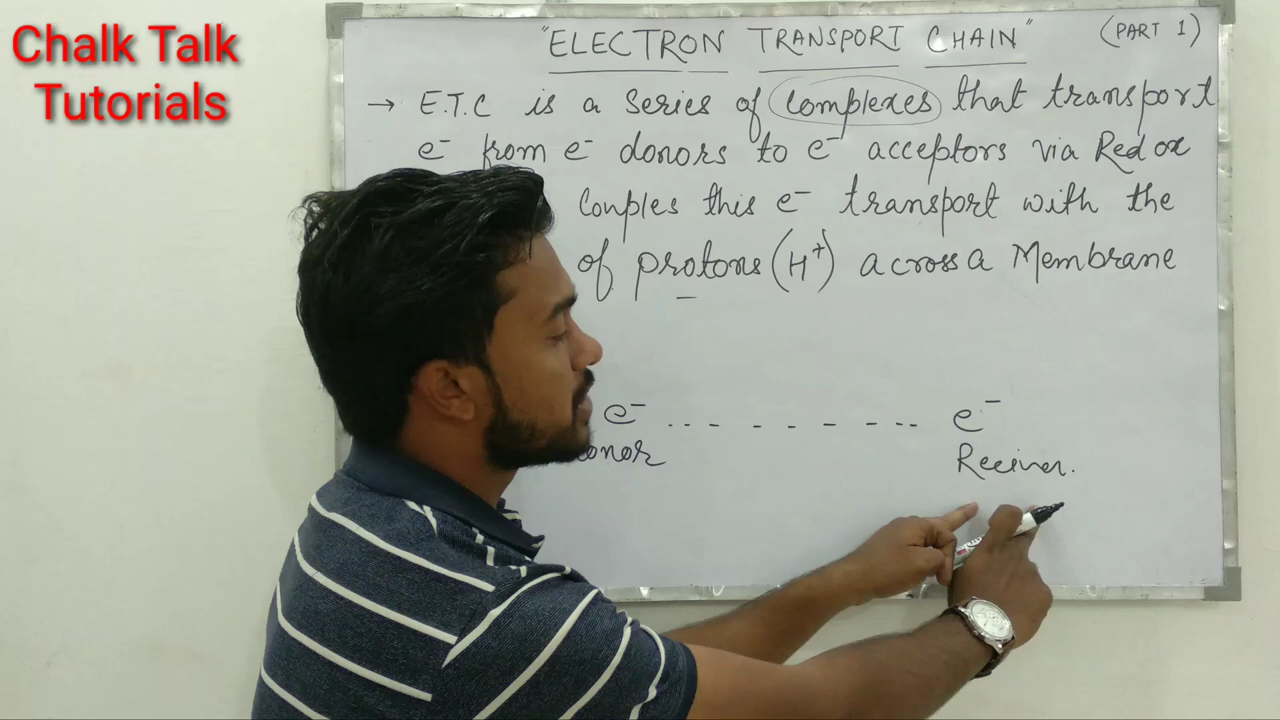 Chalk Talk
Tutorials
"ELECTRON TRANSPORT CHAIN" (PART 1)
→ E.T.C is a series of complexes that transport
e⁻ from e⁻ donors to e⁻ acceptors via Redox
Couples this e⁻ transport with the
of protons (H⁺) across a Membrane
e⁻ ... - - - - ... e⁻
onor Reciver.